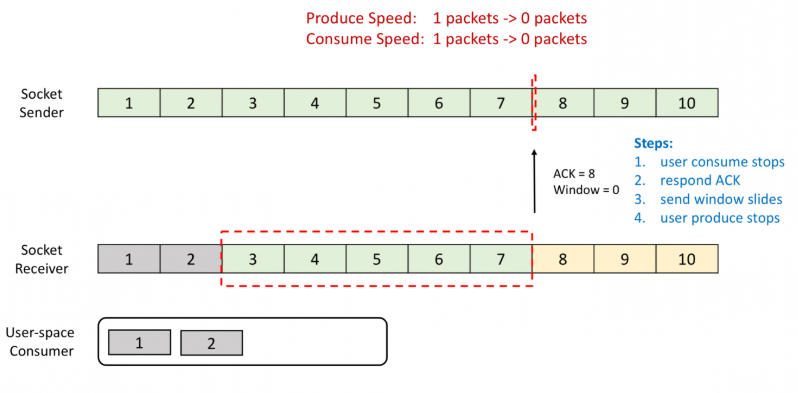 Produce Speed: 1 packets -> 0 packets
Consume Speed: 1 packets -> 0 packets
Socket
Sender
1 2 3 4 5 6 7 8 9 10
Steps:
1. user consume stops
2. respond ACK
3. send window slides
4. user produce stops
ACK = 8
Window = 0
Socket
Receiver
1 2 3 4 5 6 7 8 9 10
User-space
Consumer
1 2